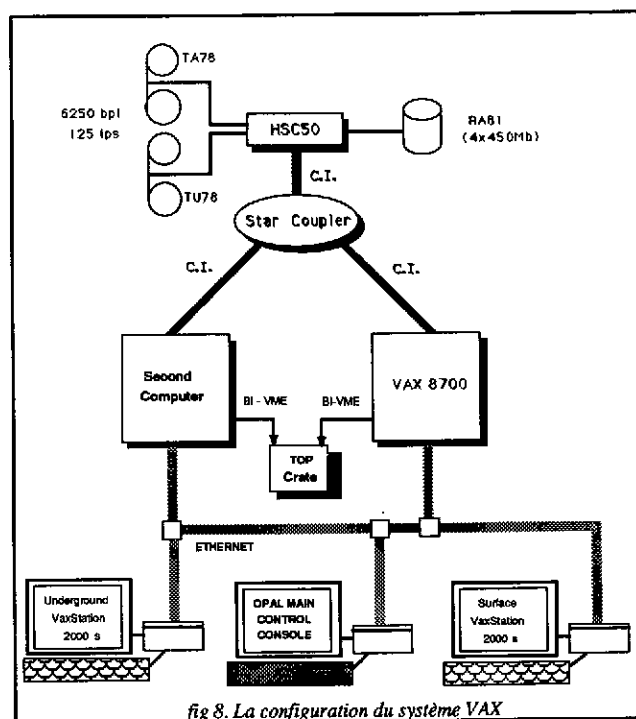 TA78
6250 bpi
125 ips
TU78
HSC50
RA81
(4x450Mb)
C.I.
Star Coupler
C.I.
C.I.
Second
Computer
VAX 8700
BI - VME
BI-VME
TOP
Crate
ETHERNET
Underground
VaxStation
2000 s
OPAL MAIN
CONTROL
CONSOLE
Surface
VaxStation
2000 s
fig 8. La configuration du système VAX